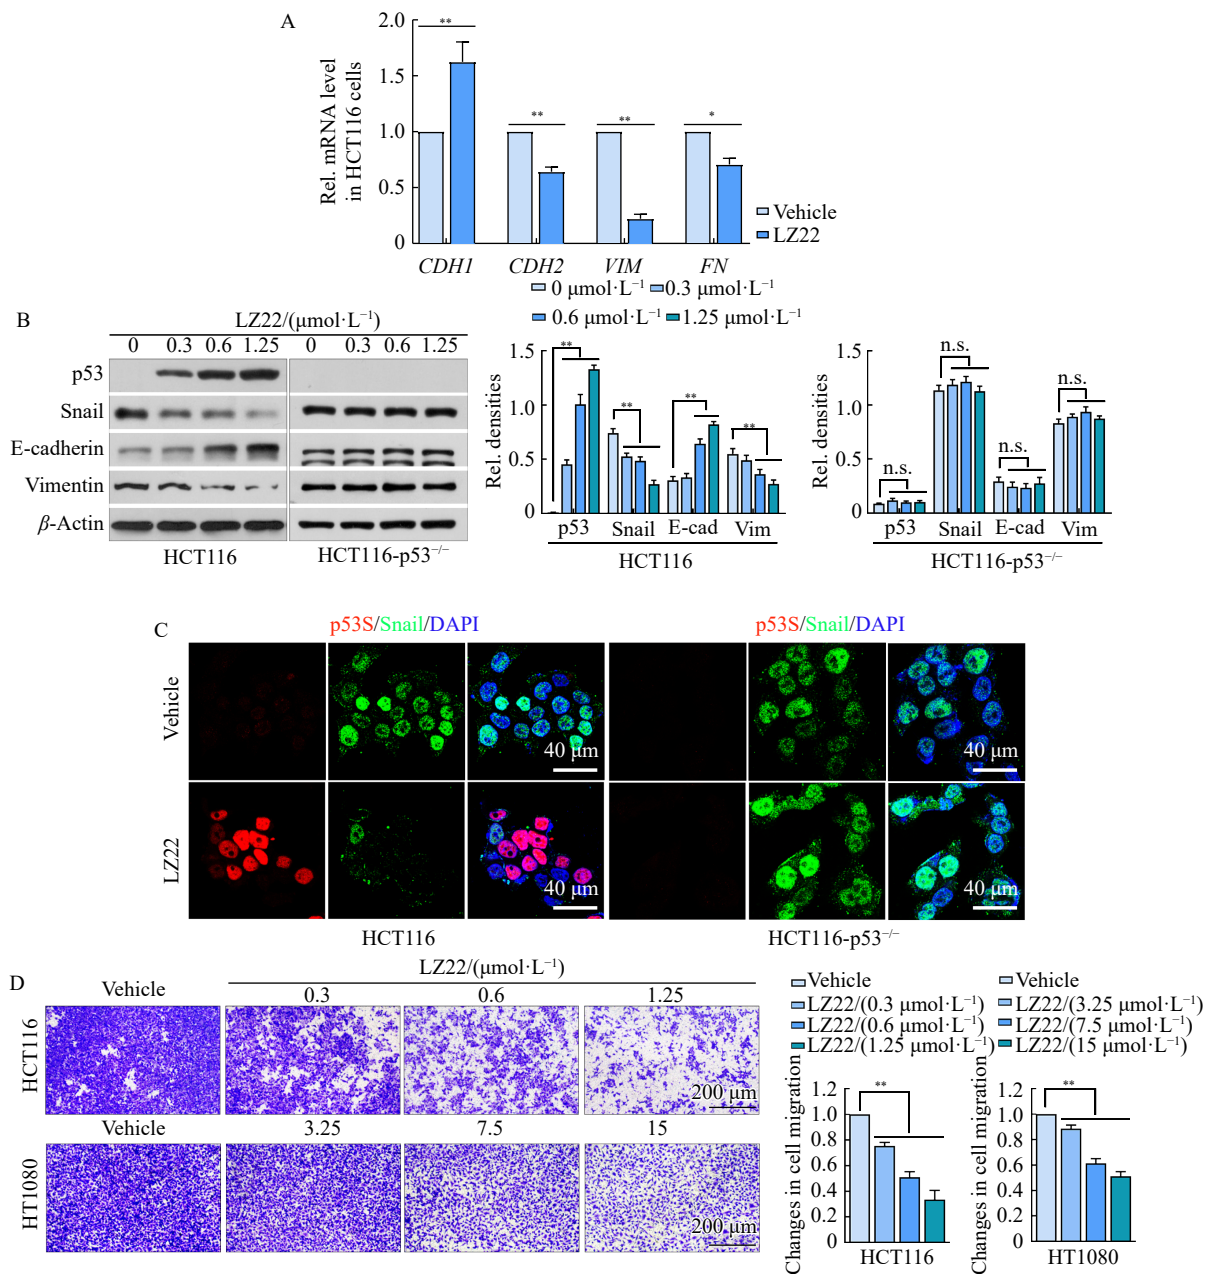 A
2.0
1.5
1.0
0.5
0
Rel. mRNA level
in HCT116 cells
**
**
**
*
CDH1 CDH2 VIM FN
Vehicle
LZ22
B
LZ22/(μmol·L⁻¹)
0 0.3 0.6 1.25 0 0.3 0.6 1.25
p53
Snail
E-cadherin
Vimentin
β-Actin
HCT116 HCT116-p53⁻/⁻
0 μmol·L⁻¹ 0.3 μmol·L⁻¹
0.6 μmol·L⁻¹ 1.25 μmol·L⁻¹
Rel. densities
1.5
1.0
0.5
0
**
**
**
**
p53 Snail E-cad Vim
HCT116
Rel. densities
1.5
1.0
0.5
0
n.s.
n.s.
n.s.
n.s.
p53 Snail E-cad Vim
HCT116-p53⁻/⁻
C
p53S/Snail/DAPI p53S/Snail/DAPI
Vehicle
40 μm 40 μm
LZ22
40 μm 40 μm
HCT116 HCT116-p53⁻/⁻
D
LZ22/(μmol·L⁻¹)
Vehicle 0.3 0.6 1.25
HCT116
200 μm
Vehicle 3.25 7.5 15
HT1080
200 μm
Vehicle
LZ22/(0.3 μmol·L⁻¹)
LZ22/(0.6 μmol·L⁻¹)
LZ22/(1.25 μmol·L⁻¹)
Changes in cell migration
1.2
1.0
0.8
0.6
0.4
0.2
0
**
HCT116
Vehicle
LZ22/(3.25 μmol·L⁻¹)
LZ22/(7.5 μmol·L⁻¹)
LZ22/(15 μmol·L⁻¹)
Changes in cell migration
1.2
1.0
0.8
0.6
0.4
0.2
0
**
HT1080